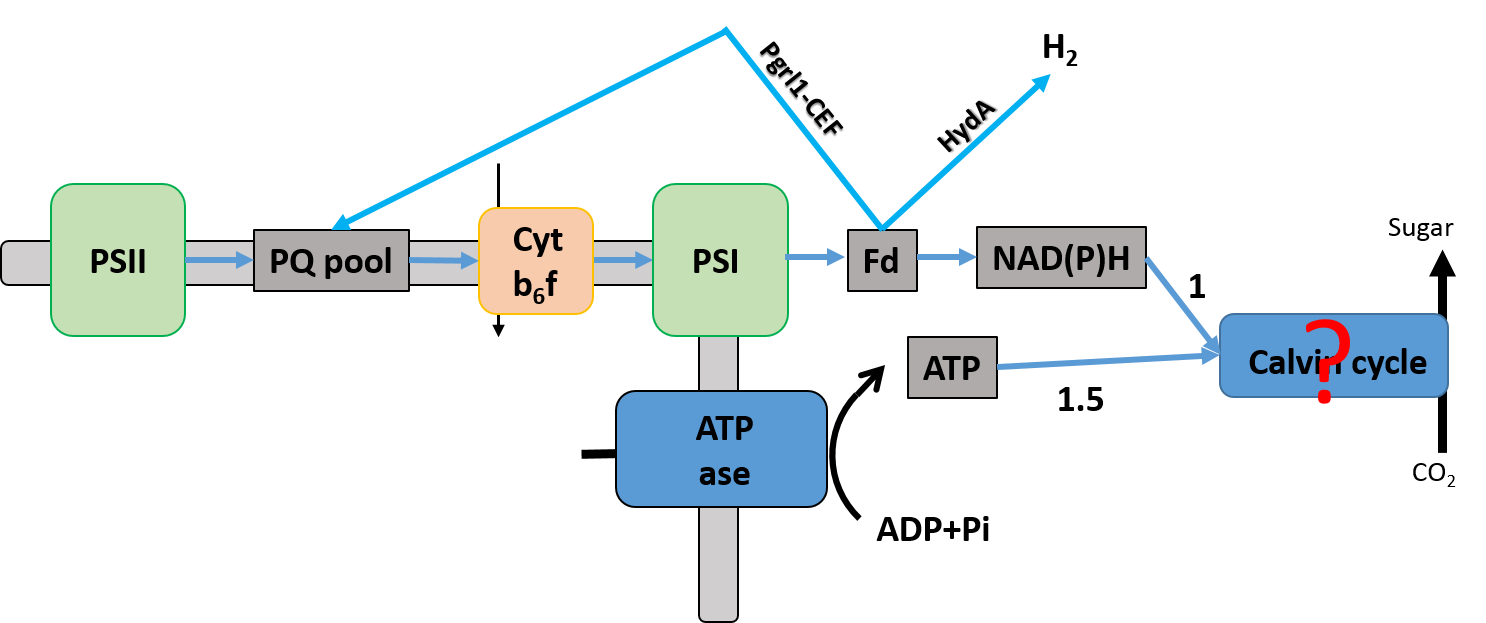 Pgrl1-CEF
H₂
HydA
PSII
PQ pool
Cyt
b₆f
PSI
Fd
NAD(P)H
1
Sugar
ATP
1.5
Calvin cycle
?
CO₂
ATP
ase
ADP+Pi